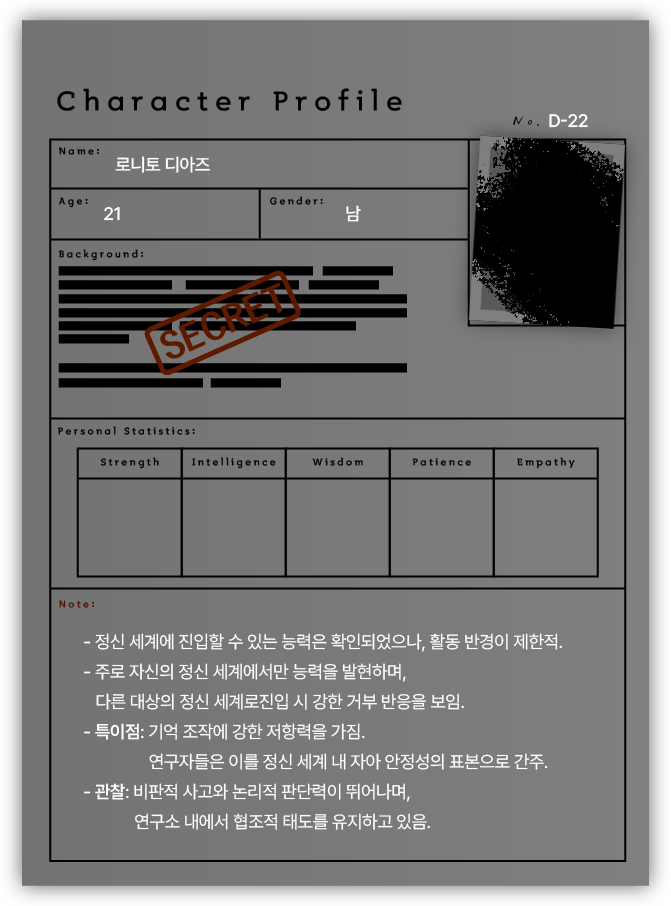 Character Profile
No. D-22
Name: 로니토 디아즈
Age: 21
Gender: 남
Background:
SECRET
Personal Statistics:
Strength Intelligence Wisdom Patience Empathy
Note:
- 정신 세계에 진입할 수 있는 능력은 확인되었으나, 활동 반경이 제한적.
- 주로 자신의 정신 세계에서만 능력을 발현하며,
다른 대상의 정신 세계로진입 시 강한 거부 반응을 보임.
- 특이점: 기억 조작에 강한 저항력을 가짐.
연구자들은 이를 정신 세계 내 자아 안정성의 표본으로 간주.
- 관찰: 비판적 사고와 논리적 판단력이 뛰어나며,
연구소 내에서 협조적 태도를 유지하고 있음.